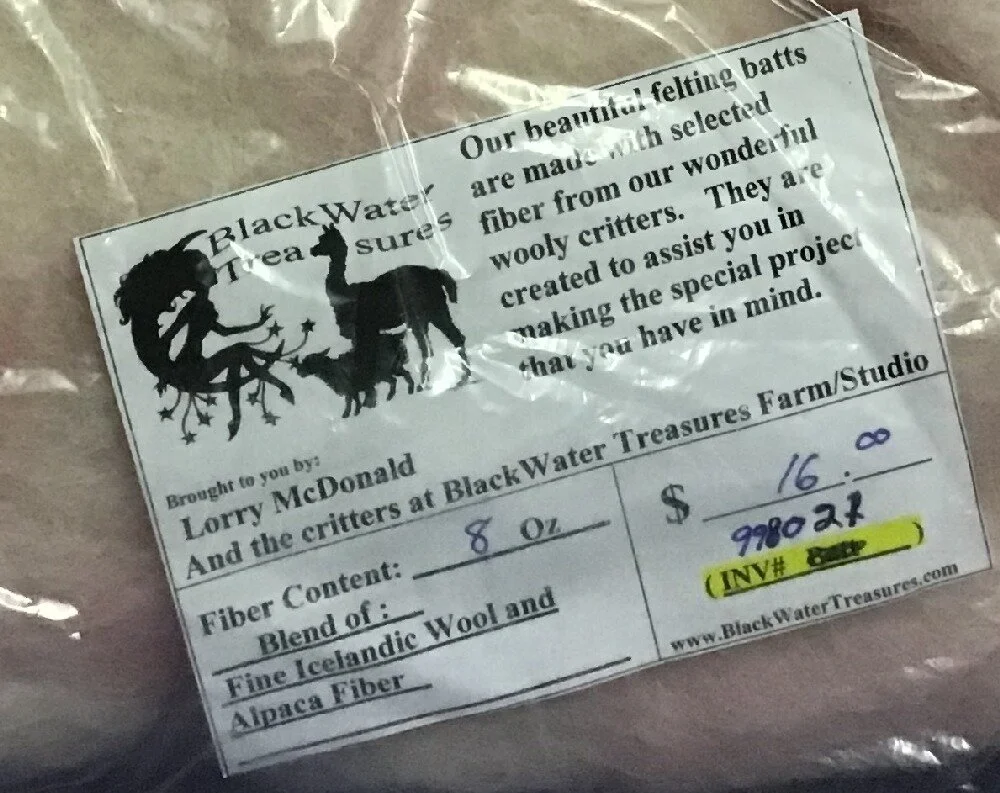 BlackWater
Treasures
Our beautiful felting batts
are made with selected
fiber from our wonderful
wooly critters. They are
created to assist you in
making the special project
that you have in mind.
Brought to you by:
Lorry McDonald
And the critters at BlackWater Treasures Farm/Studio
Fiber Content: 8 Oz
Blend of :
Fine Icelandic Wool and
Alpaca Fiber
$ 16.00
998027
(INV# )
www.BlackWaterTreasures.com